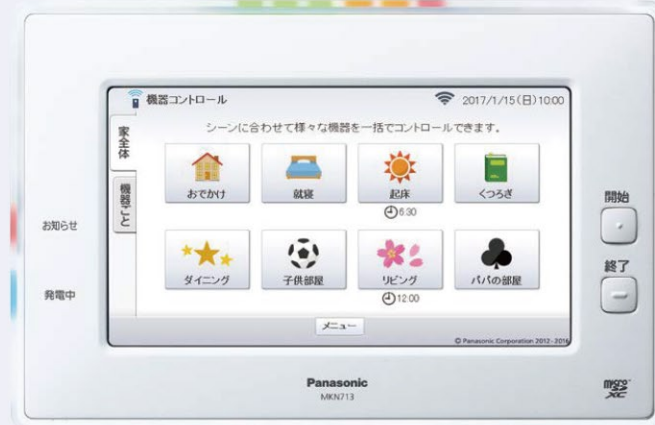 機器コントロール
2017/1/15(日)10:00
家全体
シーンに合わせて様々な機器を一括でコントロールできます。
おでかけ
就寝
起床
くつろぎ
6:30
機器ごと
お知らせ
開始
ダイニング
子供部屋
リビング
パパの部屋
12:00
発電中
終了
メニュー
© Panasonic Corporation 2012-2016
Panasonic
MKN713
micro SD XC